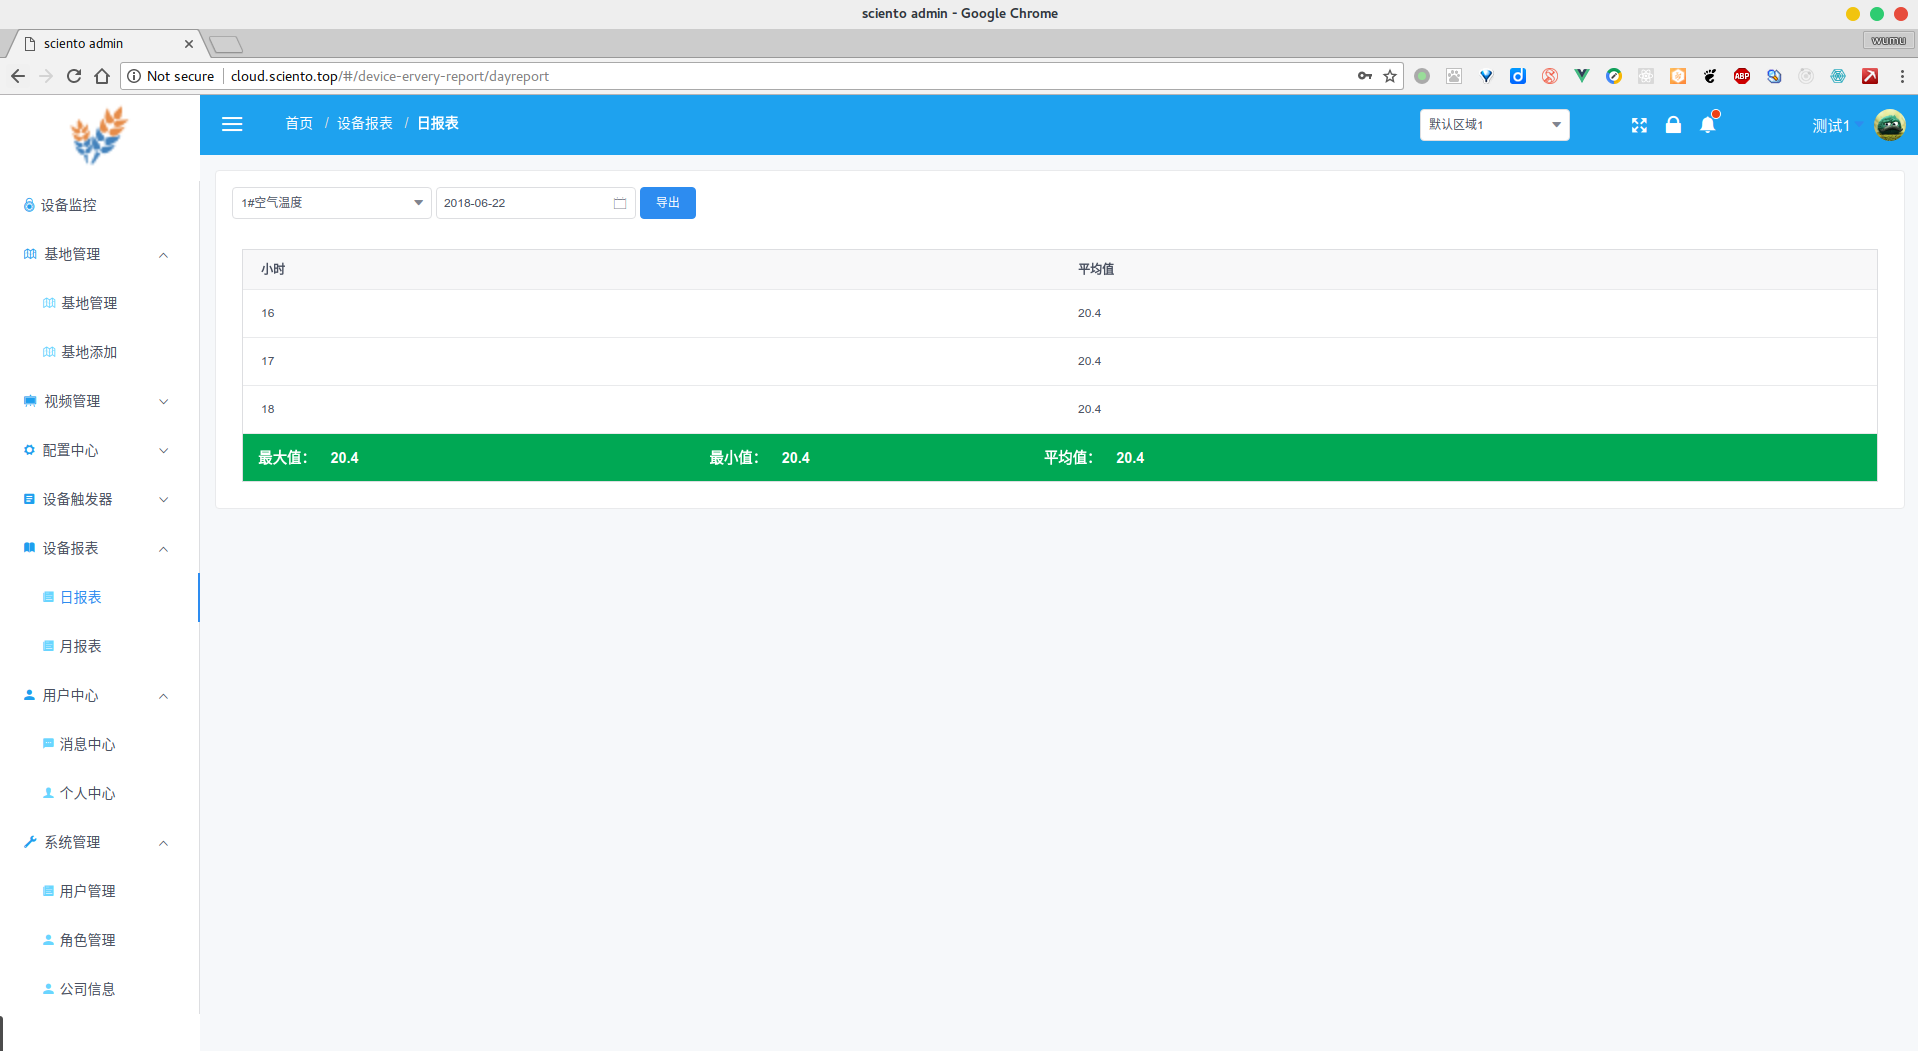 sciento admin - Google Chrome
sciento admin
wumu
Not secure cloud.sciento.top/#/device-ervery-report/dayreport
ABP
首页 / 设备报表 / 日报表
默认区域1
测试1
设备监控
基地管理
基地管理
基地添加
视频管理
配置中心
设备触发器
设备报表
日报表
月报表
用户中心
消息中心
个人中心
系统管理
用户管理
角色管理
公司信息
1#空气温度 2018-06-22 导出
小时 平均值
16 20.4
17 20.4
18 20.4
最大值： 20.4 最小值： 20.4 平均值： 20.4